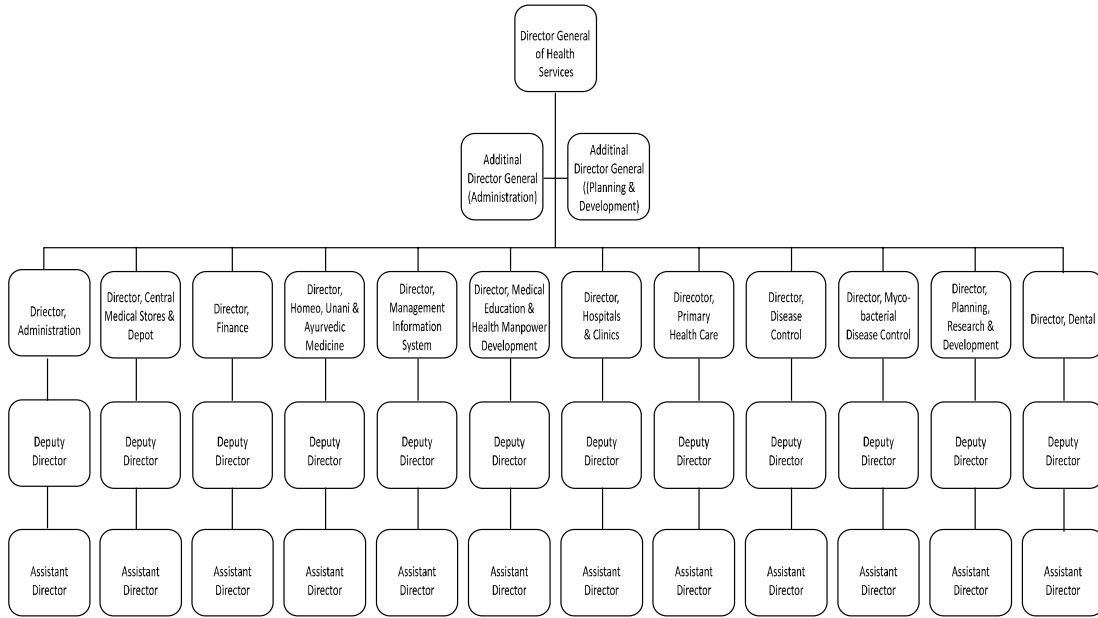 Director General
of Health
Services
Additinal
Director General
(Administration)
Additinal
Director General
((Planning &
Development)
Driector,
Administration
Director, Central
Medical Stores &
Depot
Director,
Finance
Director,
Homeo, Unani &
Ayurvedic
Medicine
Director,
Management
Information
System
Director, Medical
Education &
Health Manpower
Development
Director,
Hospitals
& Clinics
Direcotor,
Primary
Health Care
Director,
Disease
Control
Director, Myco-
bacterial
Disease Control
Director,
Planning,
Research &
Development
Director, Dental
Deputy
Director
Deputy
Director
Deputy
Director
Deputy
Director
Deputy
Director
Deputy
Director
Deputy
Director
Deputy
Director
Deputy
Director
Deputy
Director
Deputy
Director
Deputy
Director
Assistant
Director
Assistant
Director
Assistant
Director
Assistant
Director
Assistant
Director
Assistant
Director
Assistant
Director
Assistant
Director
Assistant
Director
Assistant
Director
Assistant
Director
Assistant
Director